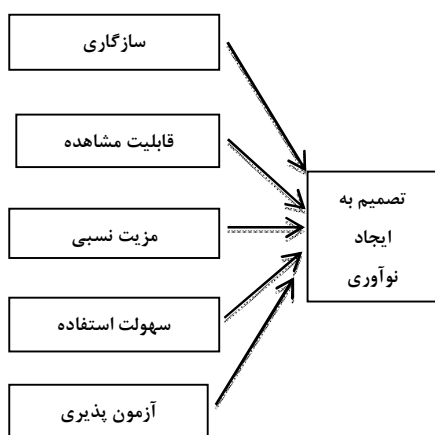 سازگاری
قابلیت مشاهده
مزیت نسبی
سهولت استفاده
آزمون پذیری
تصمیم به
ایجاد
نوآوری